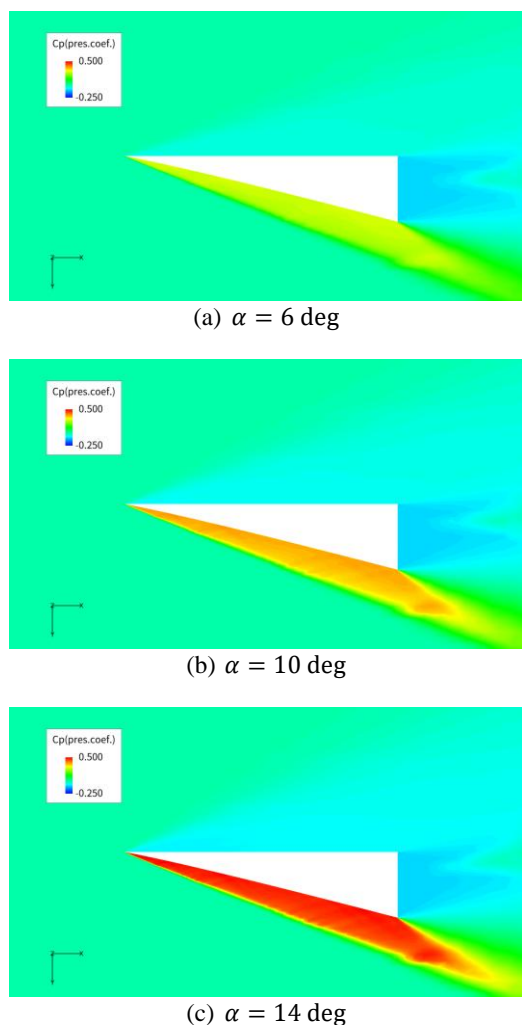 Cp(pres.coef.)
0.500
-0.250
z x
(a) α = 6 deg
Cp(pres.coef.)
0.500
-0.250
z x
(b) α = 10 deg
Cp(pres.coef.)
0.500
-0.250
z x
(c) α = 14 deg